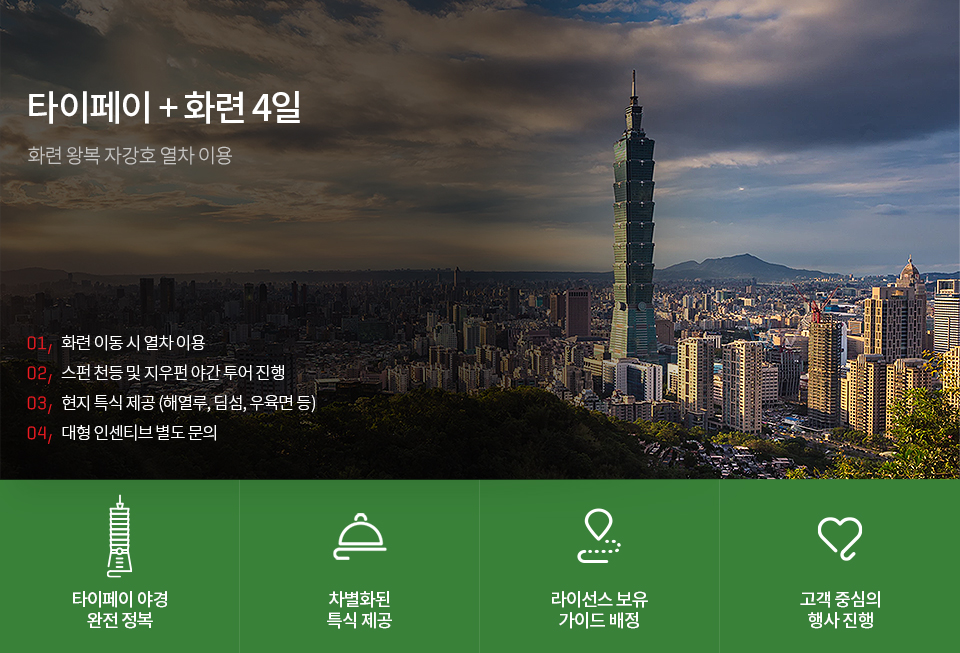 타이페이 + 화련 4일
화련 왕복 자강호 열차 이용
01, 화련 이동 시 열차 이용
02, 스펀 천등 및 지우펀 야간 투어 진행
03, 현지 특식 제공 (해열루, 딤섬, 우육면 등)
04, 대형 인센티브 별도 문의
타이페이 야경
완전 정복
차별화된
특식 제공
라이선스 보유
가이드 배정
고객 중심의
행사 진행